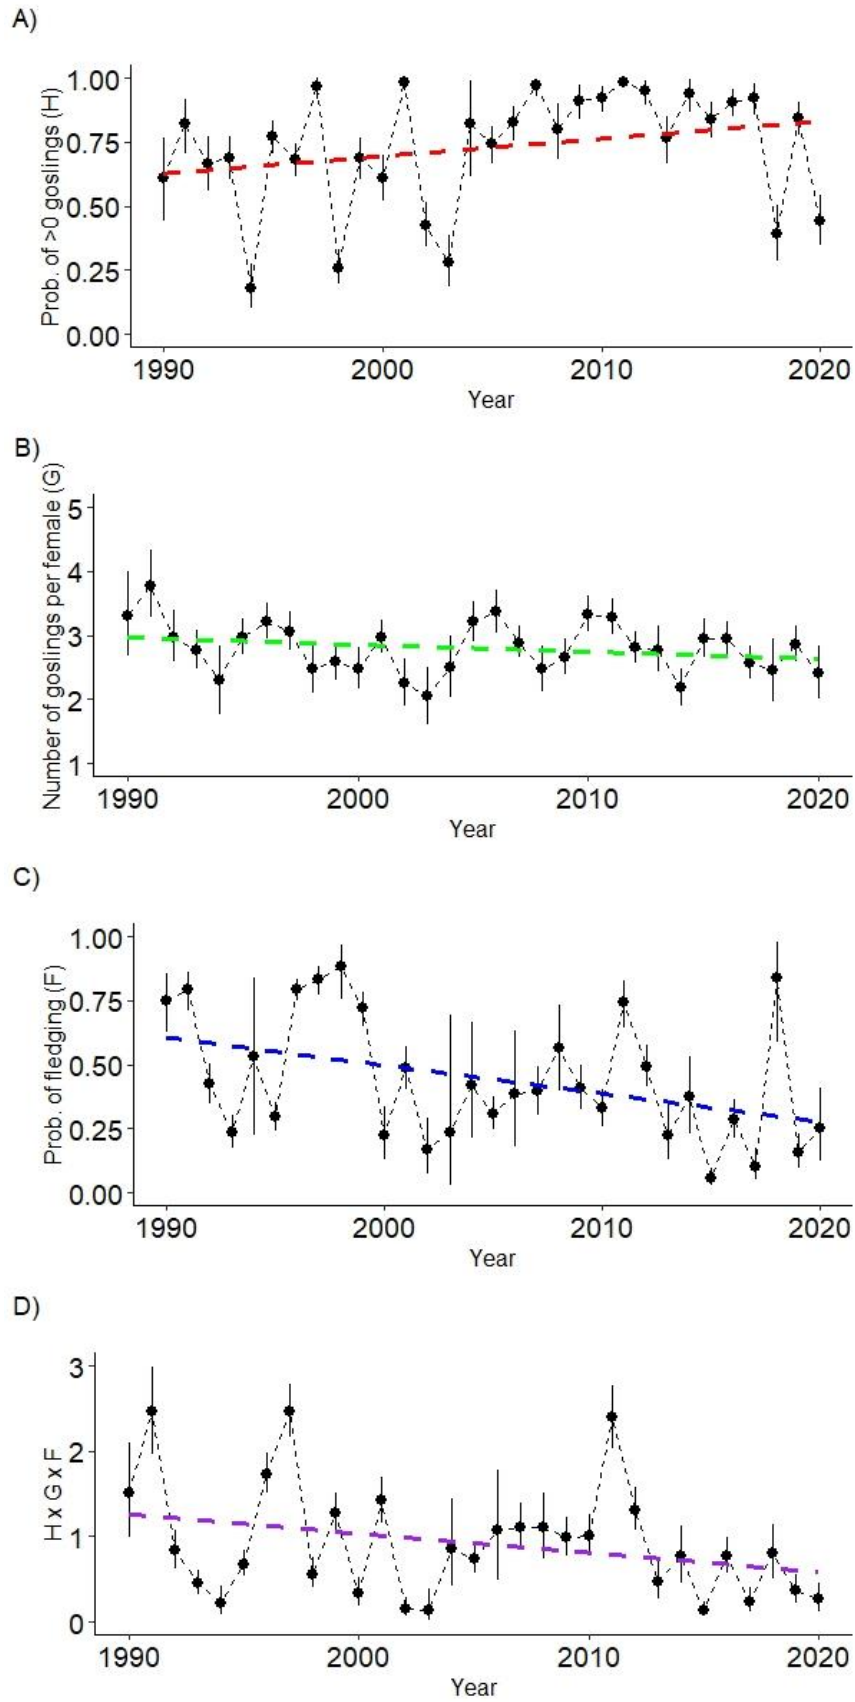 A)
Prob. of >0 goslings (H)
1.00
0.75
0.50
0.25
0.00
1990 2000 2010 2020
Year
B)
Number of goslings per female (G)
5
4
3
2
1
1990 2000 2010 2020
Year
C)
Prob. of fledging (F)
1.00
0.75
0.50
0.25
0.00
1990 2000 2010 2020
Year
D)
H x G x F
3
2
1
0
1990 2000 2010 2020
Year